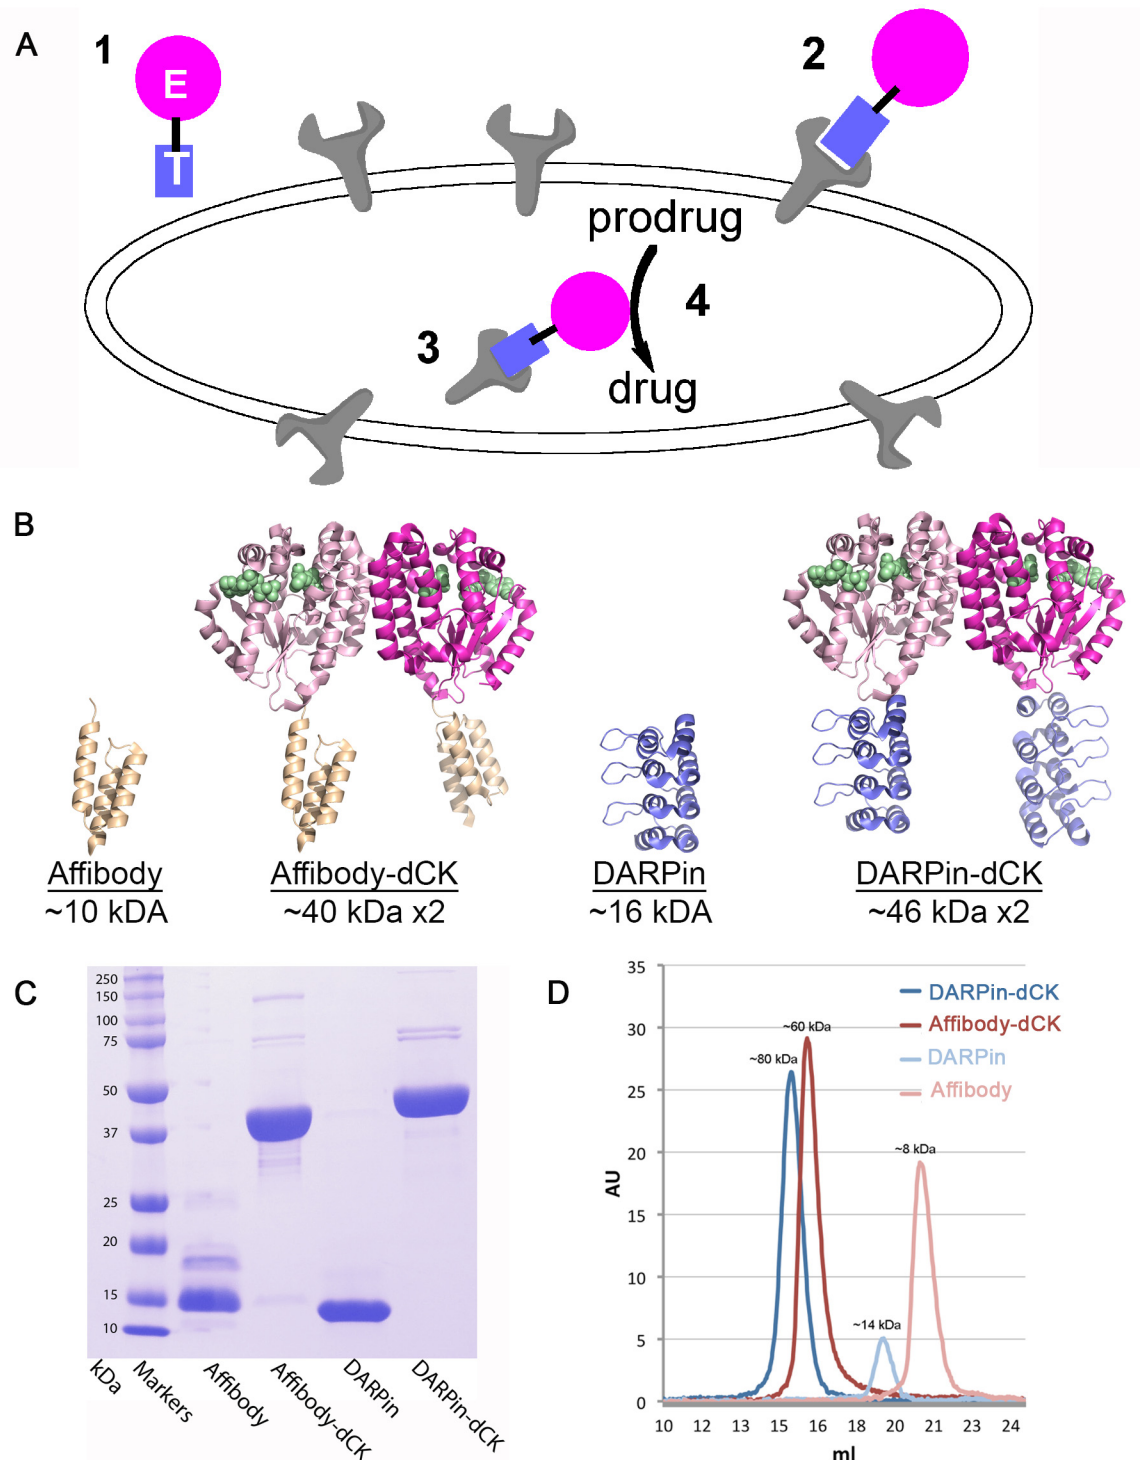 A
1
E
T
2
prodrug
3
4
drug
B
Affibody
~10 kDA
Affibody-dCK
~40 kDa x2
DARPin
~16 kDA
DARPin-dCK
~46 kDa x2
C
250
150
100
75
50
37
25
20
15
10
kDa
Markers
Affibody
Affibody-dCK
DARPin
DARPin-dCK
D
35
30
25
20
15
10
5
0
AU
DARPin-dCK
Affibody-dCK
DARPin
Affibody
~60 kDa
~80 kDa
~8 kDa
~14 kDa
10 12 13 15 16 18 20 21 23 24
ml